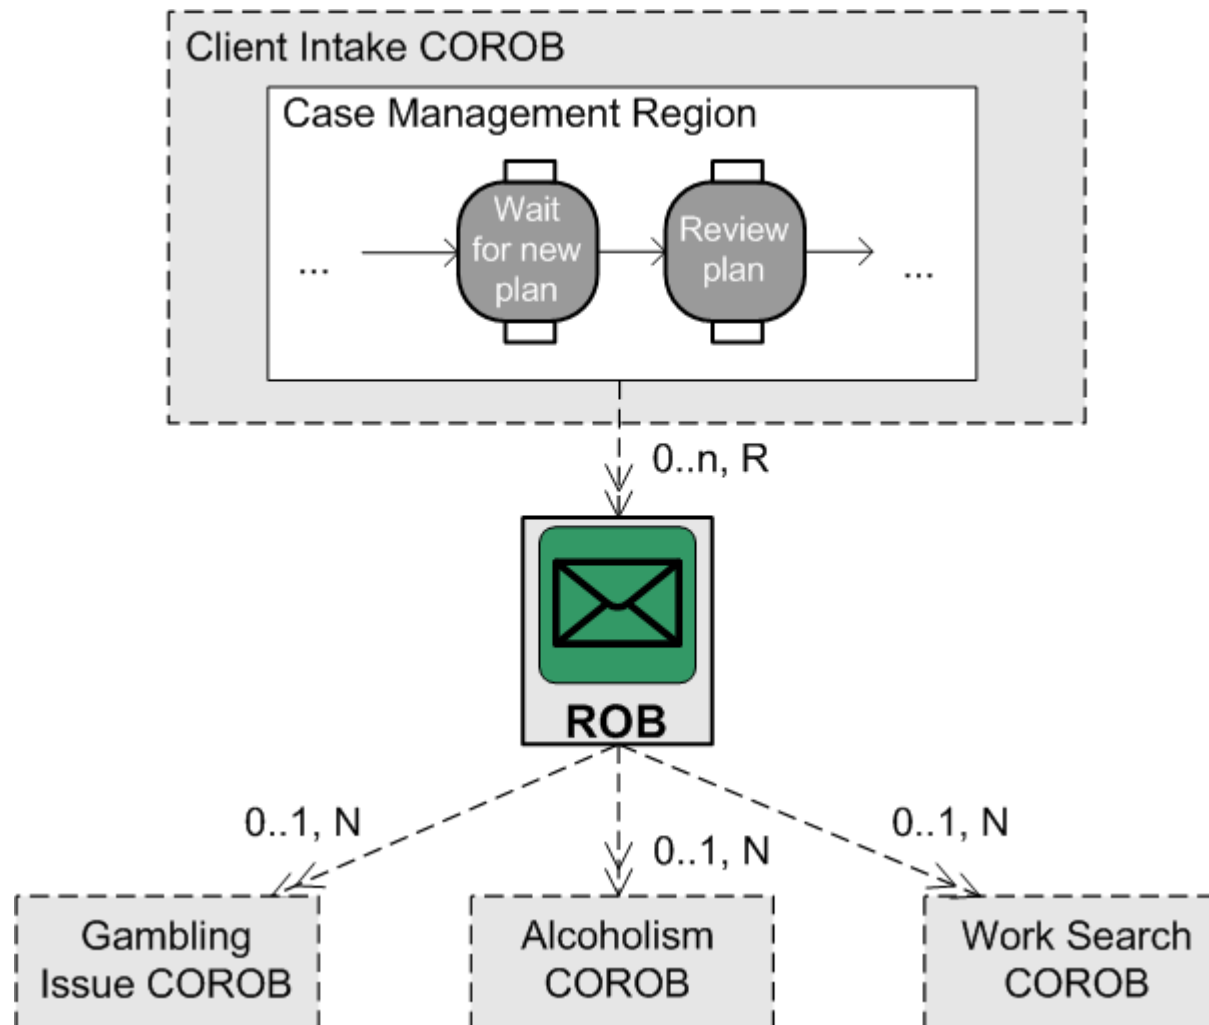 Client Intake COROB
Case Management Region
...
Wait
for new
plan
Review
plan
...
0..n, R
ROB
0..1, N
0..1, N
0..1, N
Gambling
Issue COROB
Alcoholism
COROB
Work Search
COROB